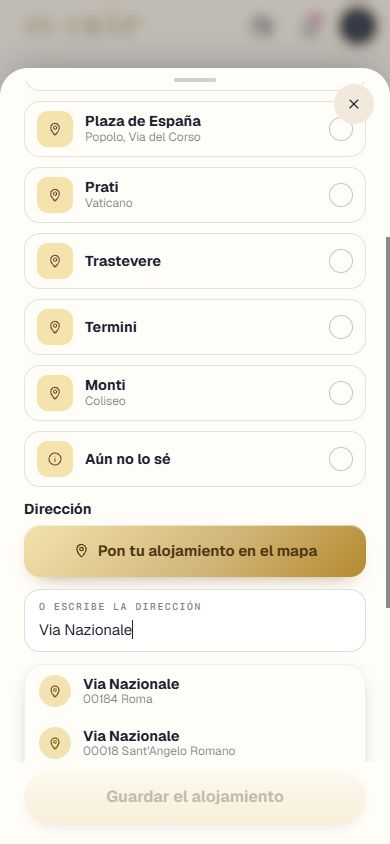 Plaza de España
Popolo, Via del Corso
Prati
Vaticano
Trastevere
Termini
Monti
Coliseo
Aún no lo sé
Dirección
Pon tu alojamiento en el mapa
O ESCRIBE LA DIRECCIÓN
Via Nazionale
Via Nazionale
00184 Roma
Via Nazionale
00018 Sant'Angelo Romano
Guardar el alojamiento